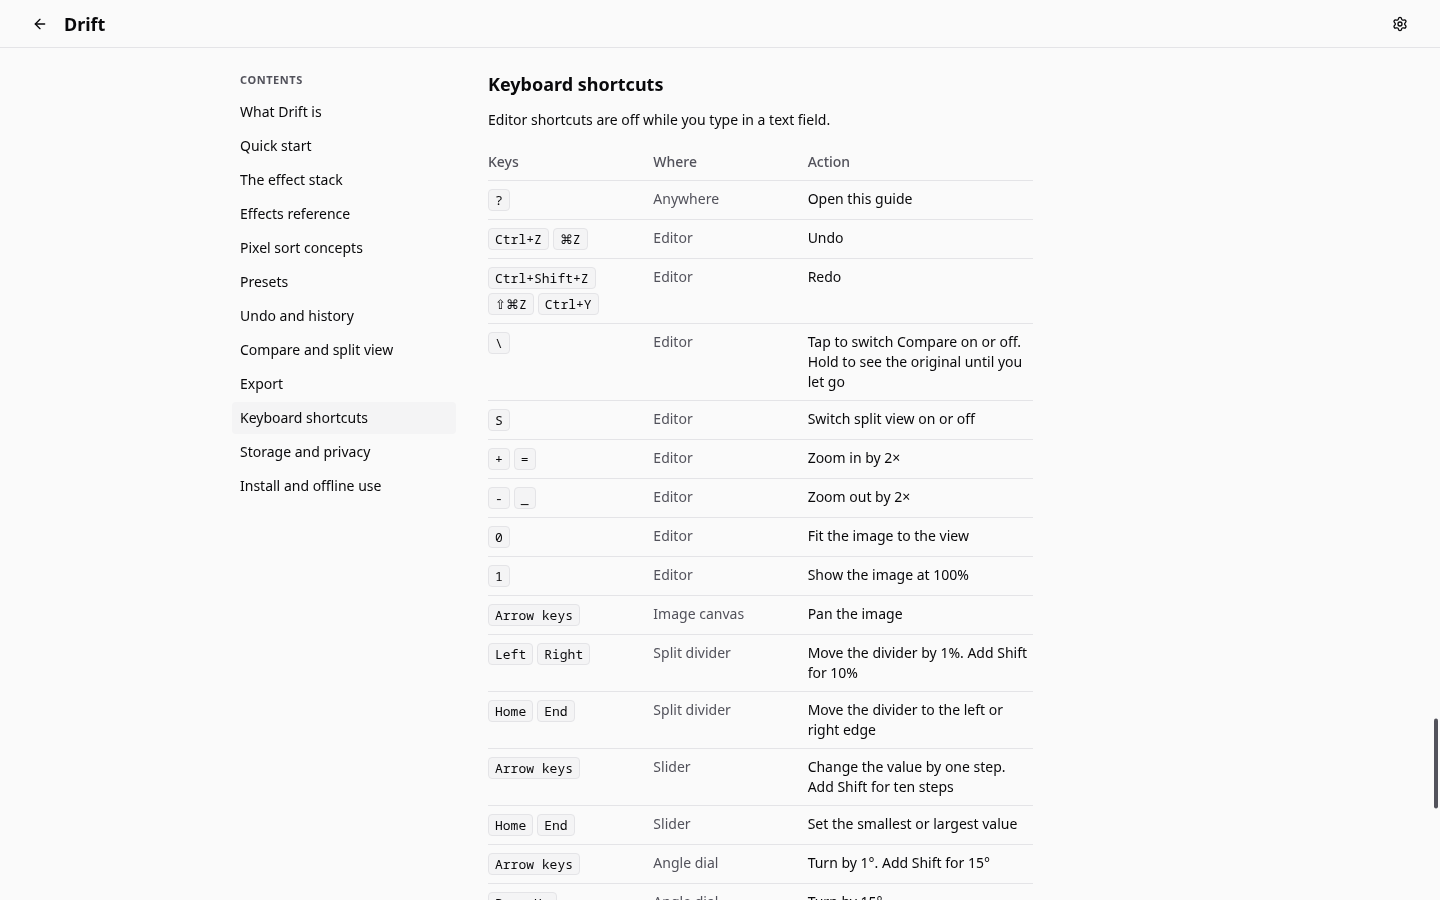 Drift
CONTENTS
What Drift is
Quick start
The effect stack
Effects reference
Pixel sort concepts
Presets
Undo and history
Compare and split view
Export
Keyboard shortcuts
Storage and privacy
Install and offline use
Keyboard shortcuts
Editor shortcuts are off while you type in a text field.
Keys Where Action
? Anywhere Open this guide
Ctrl+Z ⌘Z Editor Undo
Ctrl+Shift+Z Editor Redo
⇧⌘Z Ctrl+Y
\ Editor Tap to switch Compare on or off.
Hold to see the original until you
let go
S Editor Switch split view on or off
+ = Editor Zoom in by 2×
- _ Editor Zoom out by 2×
0 Editor Fit the image to the view
1 Editor Show the image at 100%
Arrow keys Image canvas Pan the image
Left Right Split divider Move the divider by 1%. Add Shift
for 10%
Home End Split divider Move the divider to the left or
right edge
Arrow keys Slider Change the value by one step.
Add Shift for ten steps
Home End Slider Set the smallest or largest value
Arrow keys Angle dial Turn by 1°. Add Shift for 15°
Angle dial Turn by 15°